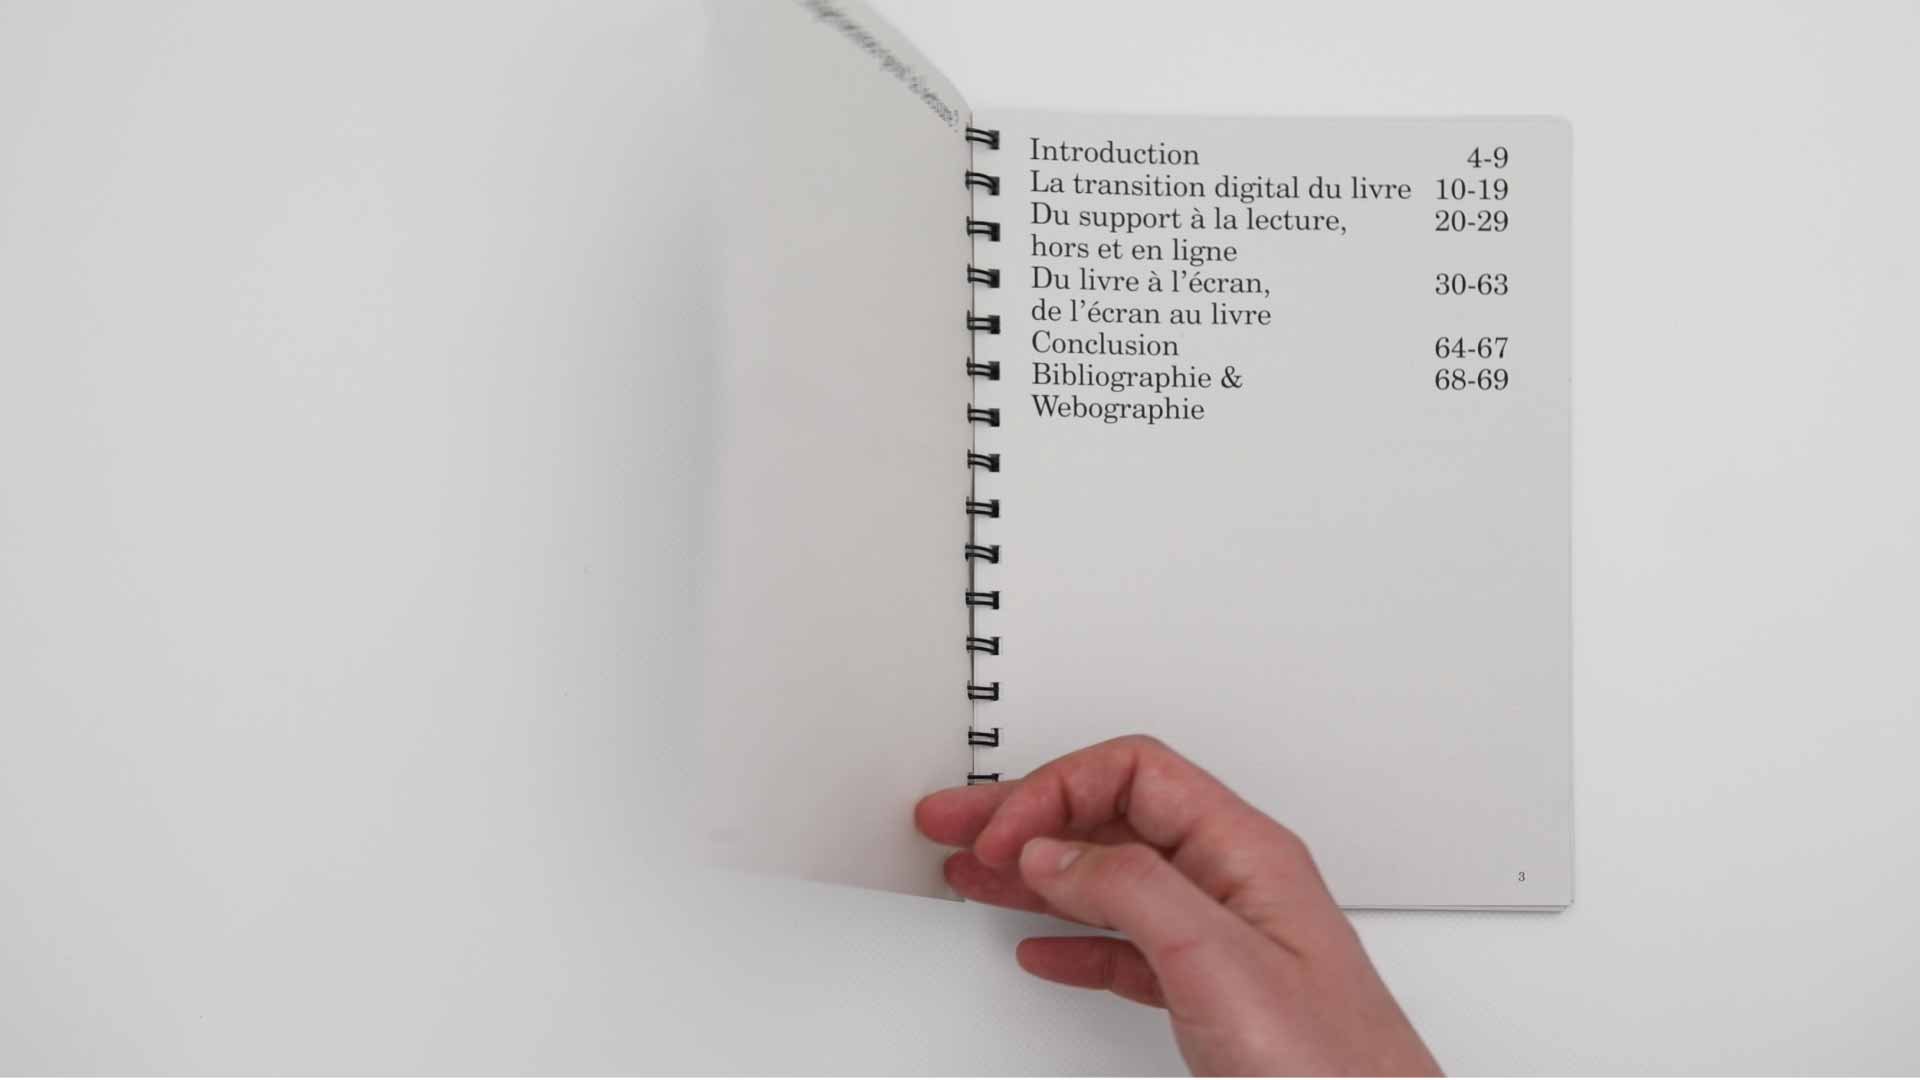 Introduction 4-9
La transition digital du livre 10-19
Du support à la lecture, 20-29
hors et en ligne
Du livre à l'écran, 30-63
de l'écran au livre
Conclusion 64-67
Bibliographie & 68-69
Webographie
3